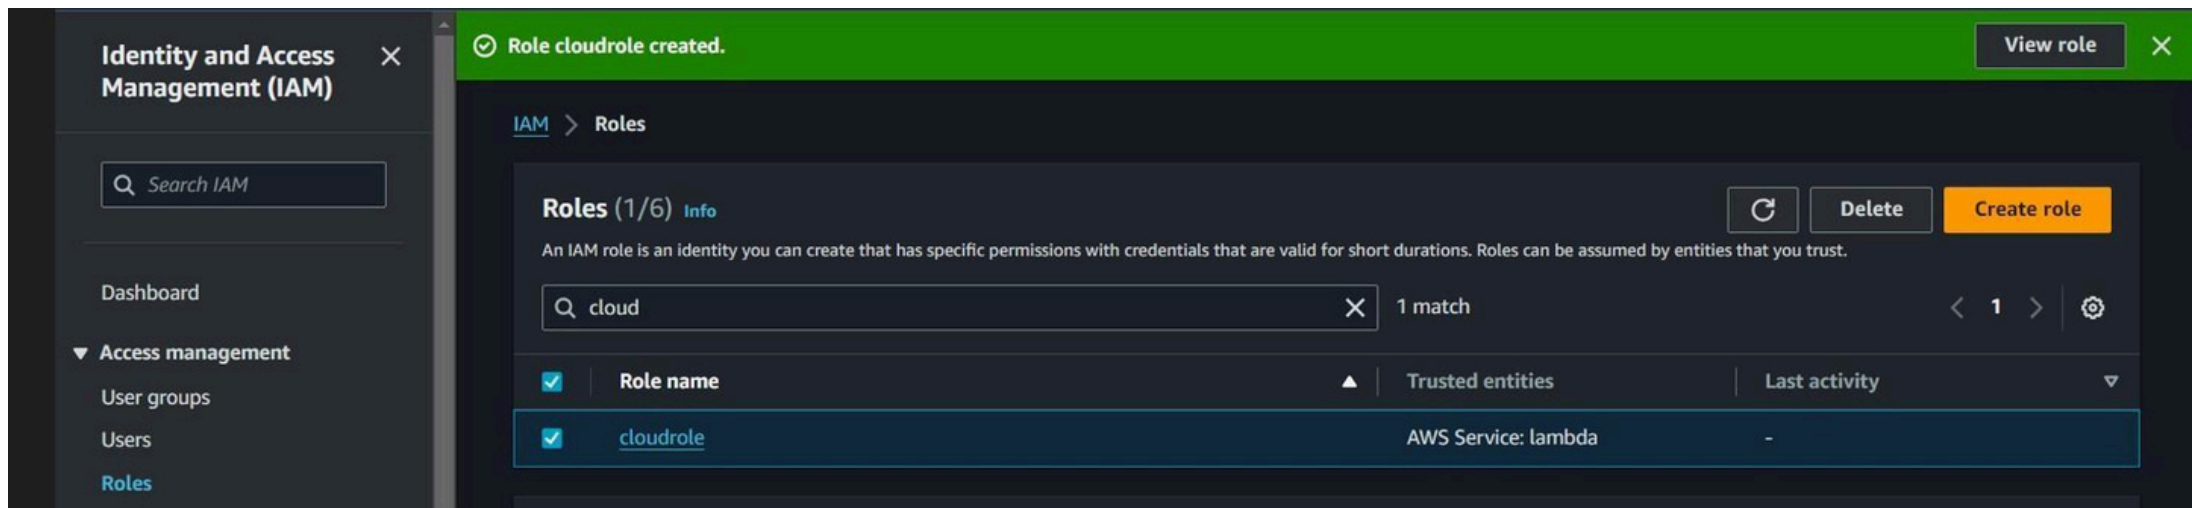 Identity and Access
Management (IAM)
Search IAM
Dashboard
Access management
User groups
Users
Roles
Role cloudrole created.
View role
IAM > Roles
Roles (1/6) Info
Delete
Create role
An IAM role is an identity you can create that has specific permissions with credentials that are valid for short durations. Roles can be assumed by entities that you trust.
cloud
1 match
1
Role name
Trusted entities
Last activity
cloudrole
AWS Service: lambda
-